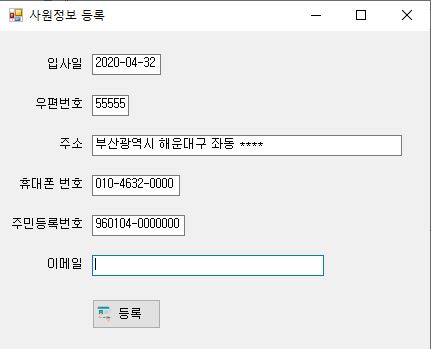 사원정보 등록
입사일 2020-04-32
우편번호 55555
주소 부산광역시 해운대구 좌동 ****
휴대폰 번호 010-4632-0000
주민등록번호 960104-0000000
이메일
등록